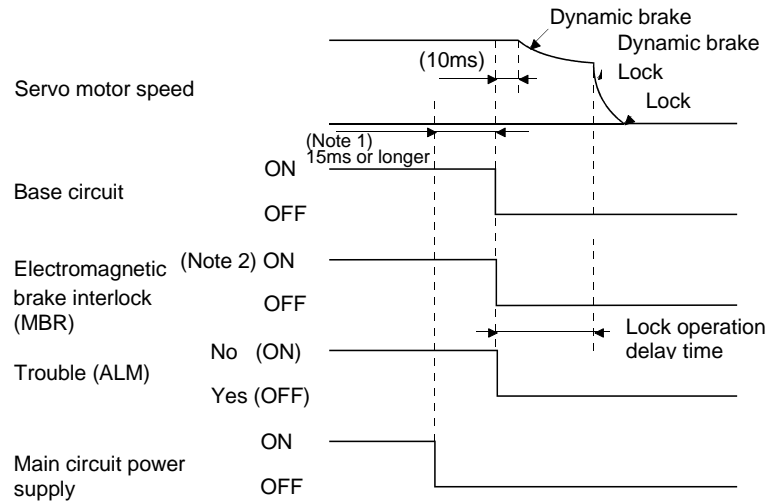 Dynamic brake
Dynamic brake
Lock
Lock
(10ms)
Servo motor speed
(Note 1)
15ms or longer
ON
Base circuit
OFF
Electromagnetic
brake interlock
(MBR)
(Note 2) ON
OFF
Lock operation
delay time
No (ON)
Trouble (ALM)
Yes (OFF)
ON
Main circuit power
supply
OFF